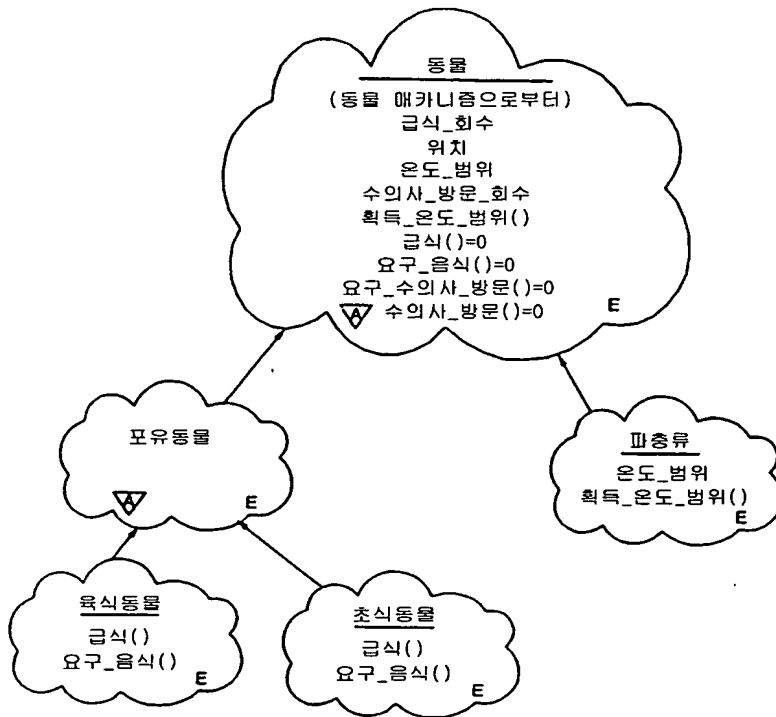 동물
(동물 매카니즘으로부터)
급식_회수
위치
온도_범위
수의사_방문_회수
획득_온도_범위()
급식()=0
요구_음식()=0
요구_수의사_방문()=0
A 수의사_방문()=0
E
포유동물
A
E
파충류
온도_범위
획득_온도_범위()
E
육식동물
급식()
요구_음식()
E
초식동물
급식()
요구_음식()
E